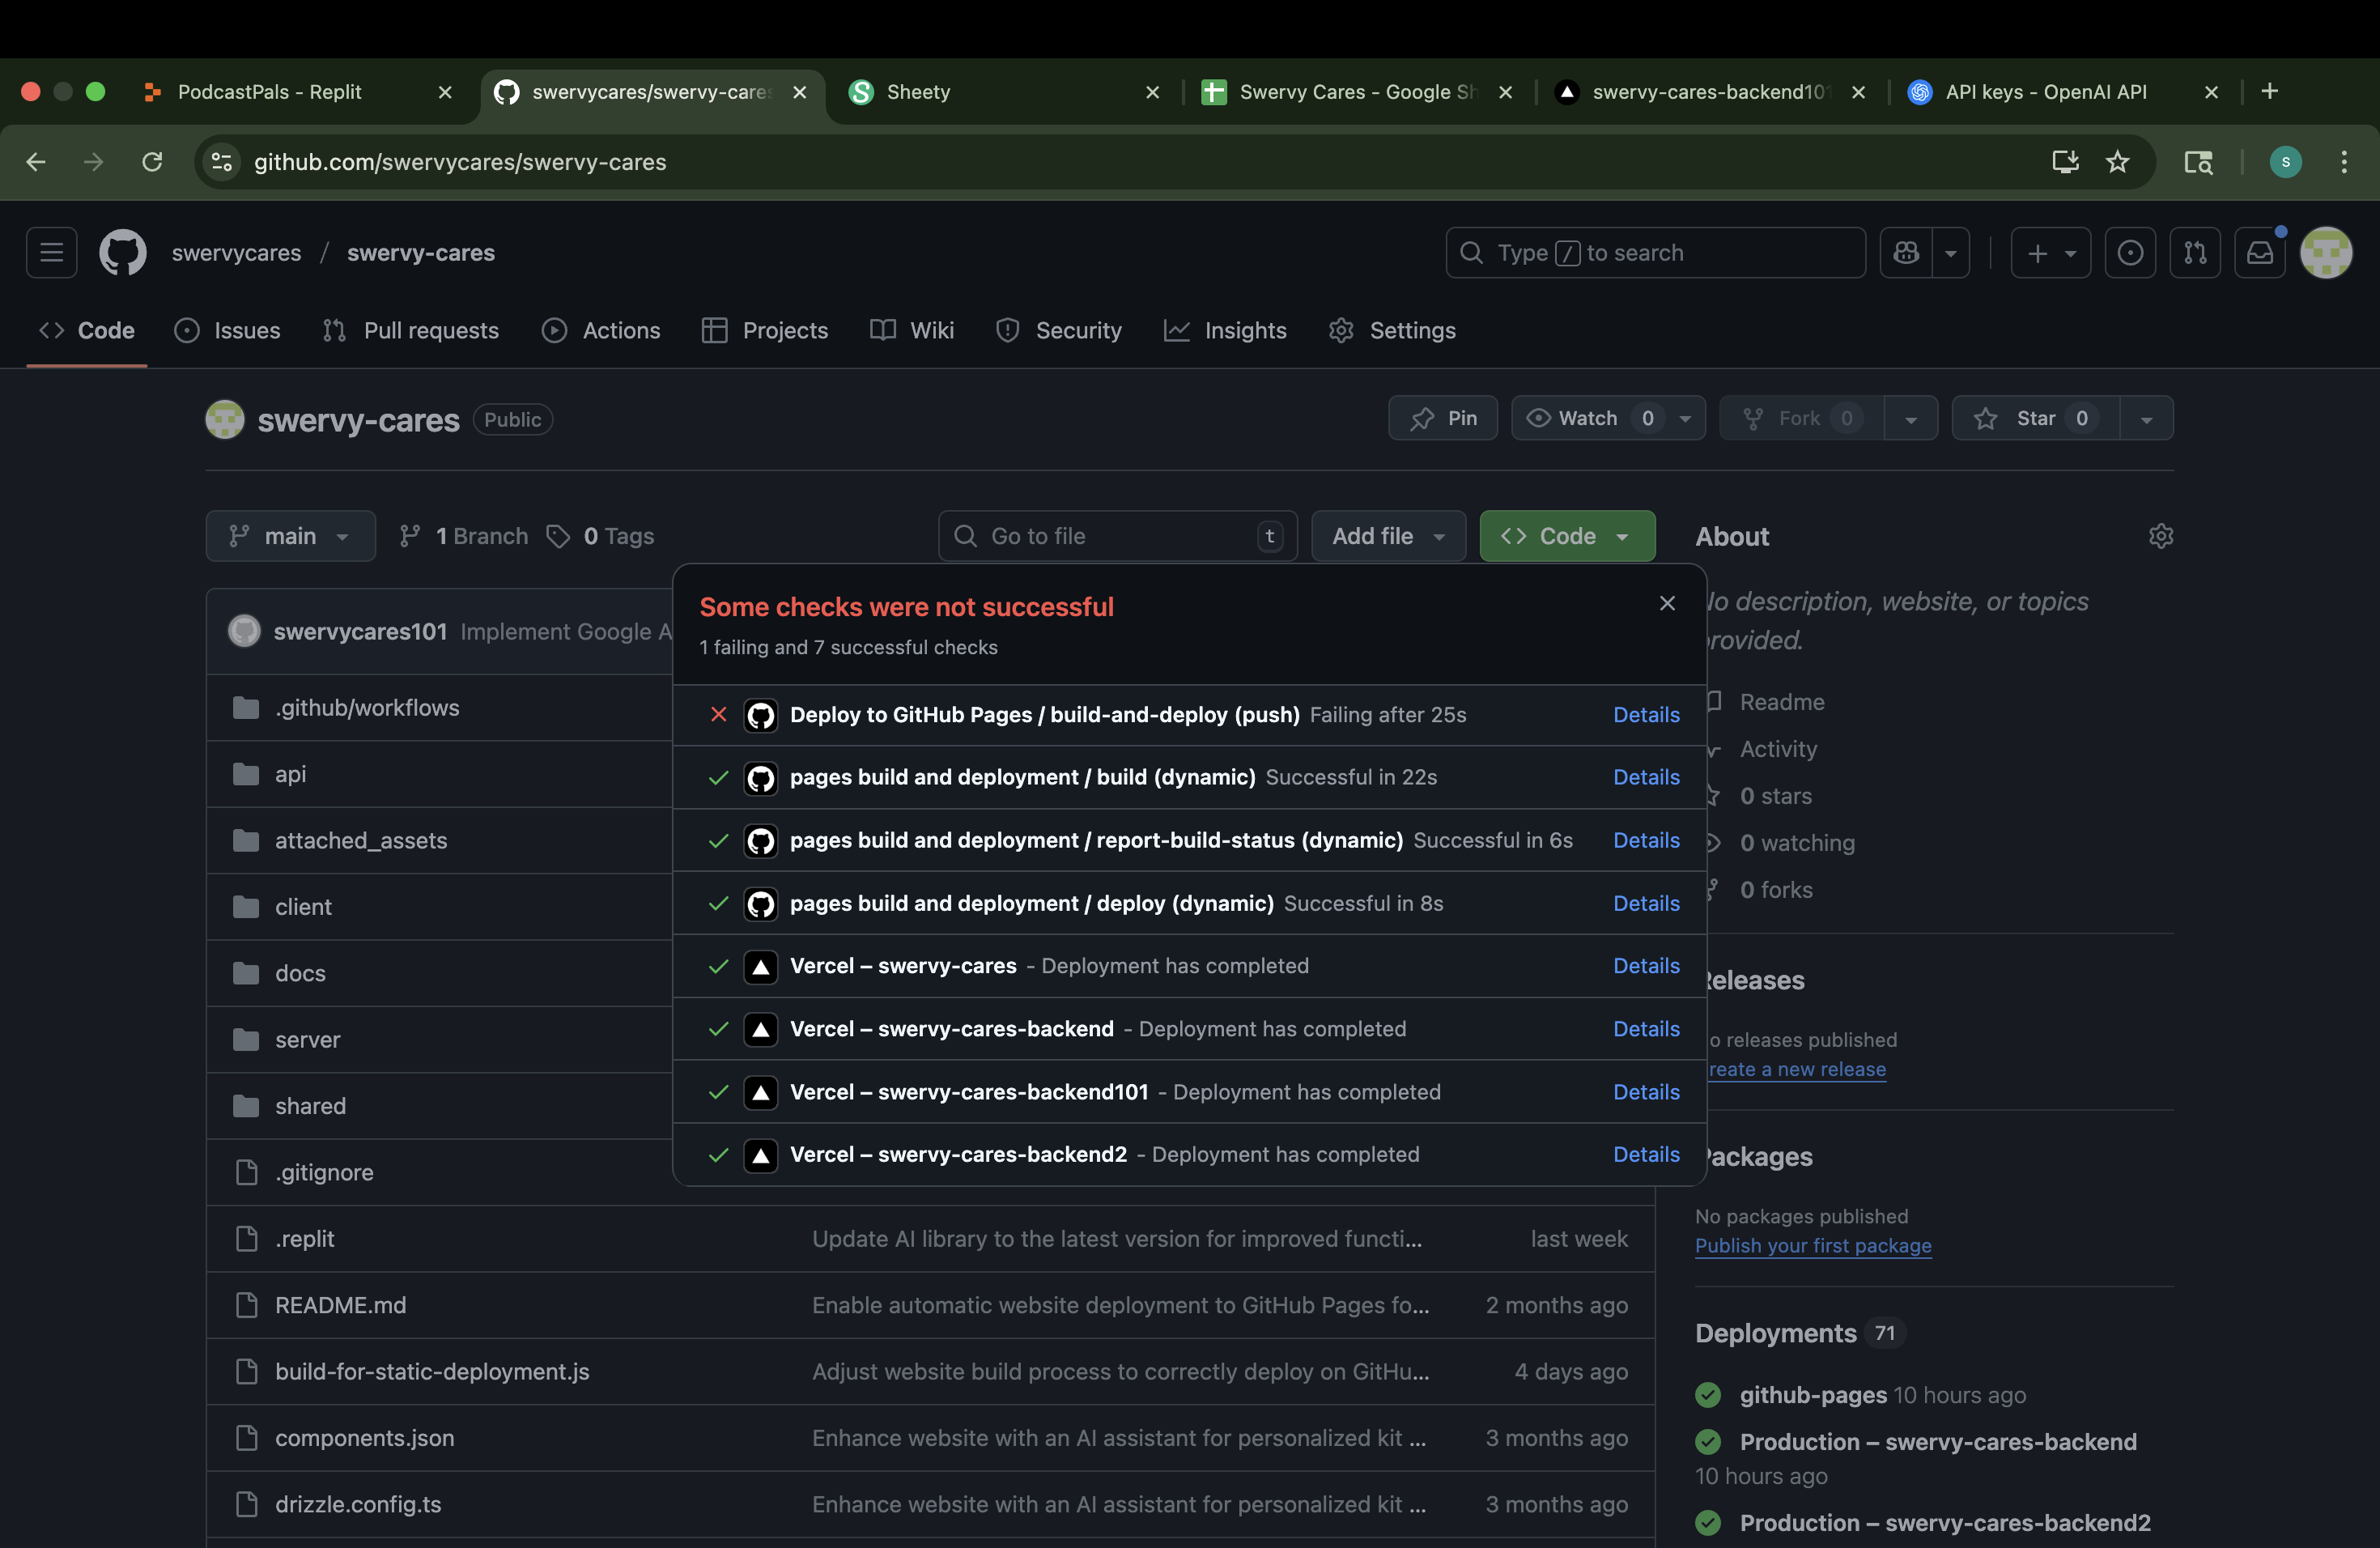 PodcastPals - Replit
swervycares/swervy-cares
Sheety
Swervy Cares - Google Sh
swervy-cares-backend101
API keys - OpenAI API
github.com/swervycares/swervy-cares
S
swervycares / swervy-cares
Type / to search
Code
Issues
Pull requests
Actions
Projects
Wiki
Security
Insights
Settings
swervy-cares Public
Pin
Watch 0
Fork 0
Star 0
main
1 Branch
0 Tags
Go to file t
Add file
Code
swervycares101 Implement Google A
Some checks were not successful
1 failing and 7 successful checks
Deploy to GitHub Pages / build-and-deploy (push) Failing after 25s Details
pages build and deployment / build (dynamic) Successful in 22s Details
pages build and deployment / report-build-status (dynamic) Successful in 6s Details
pages build and deployment / deploy (dynamic) Successful in 8s Details
Vercel – swervy-cares - Deployment has completed Details
Vercel – swervy-cares-backend - Deployment has completed Details
Vercel – swervy-cares-backend101 - Deployment has completed Details
Vercel – swervy-cares-backend2 - Deployment has completed Details
.github/workflows
api
attached_assets
client
docs
server
shared
.gitignore
.replit Update AI library to the latest version for improved functi... last week
README.md Enable automatic website deployment to GitHub Pages fo... 2 months ago
build-for-static-deployment.js Adjust website build process to correctly deploy on GitHu... 4 days ago
components.json Enhance website with an AI assistant for personalized kit ... 3 months ago
drizzle.config.ts Enhance website with an AI assistant for personalized kit ... 3 months ago
About
o description, website, or topics
rovided.
Readme
Activity
0 stars
0 watching
0 forks
eleases
o releases published
reate a new release
ackages
No packages published
Publish your first package
Deployments 71
github-pages 10 hours ago
Production – swervy-cares-backend
10 hours ago
Production – swervy-cares-backend2